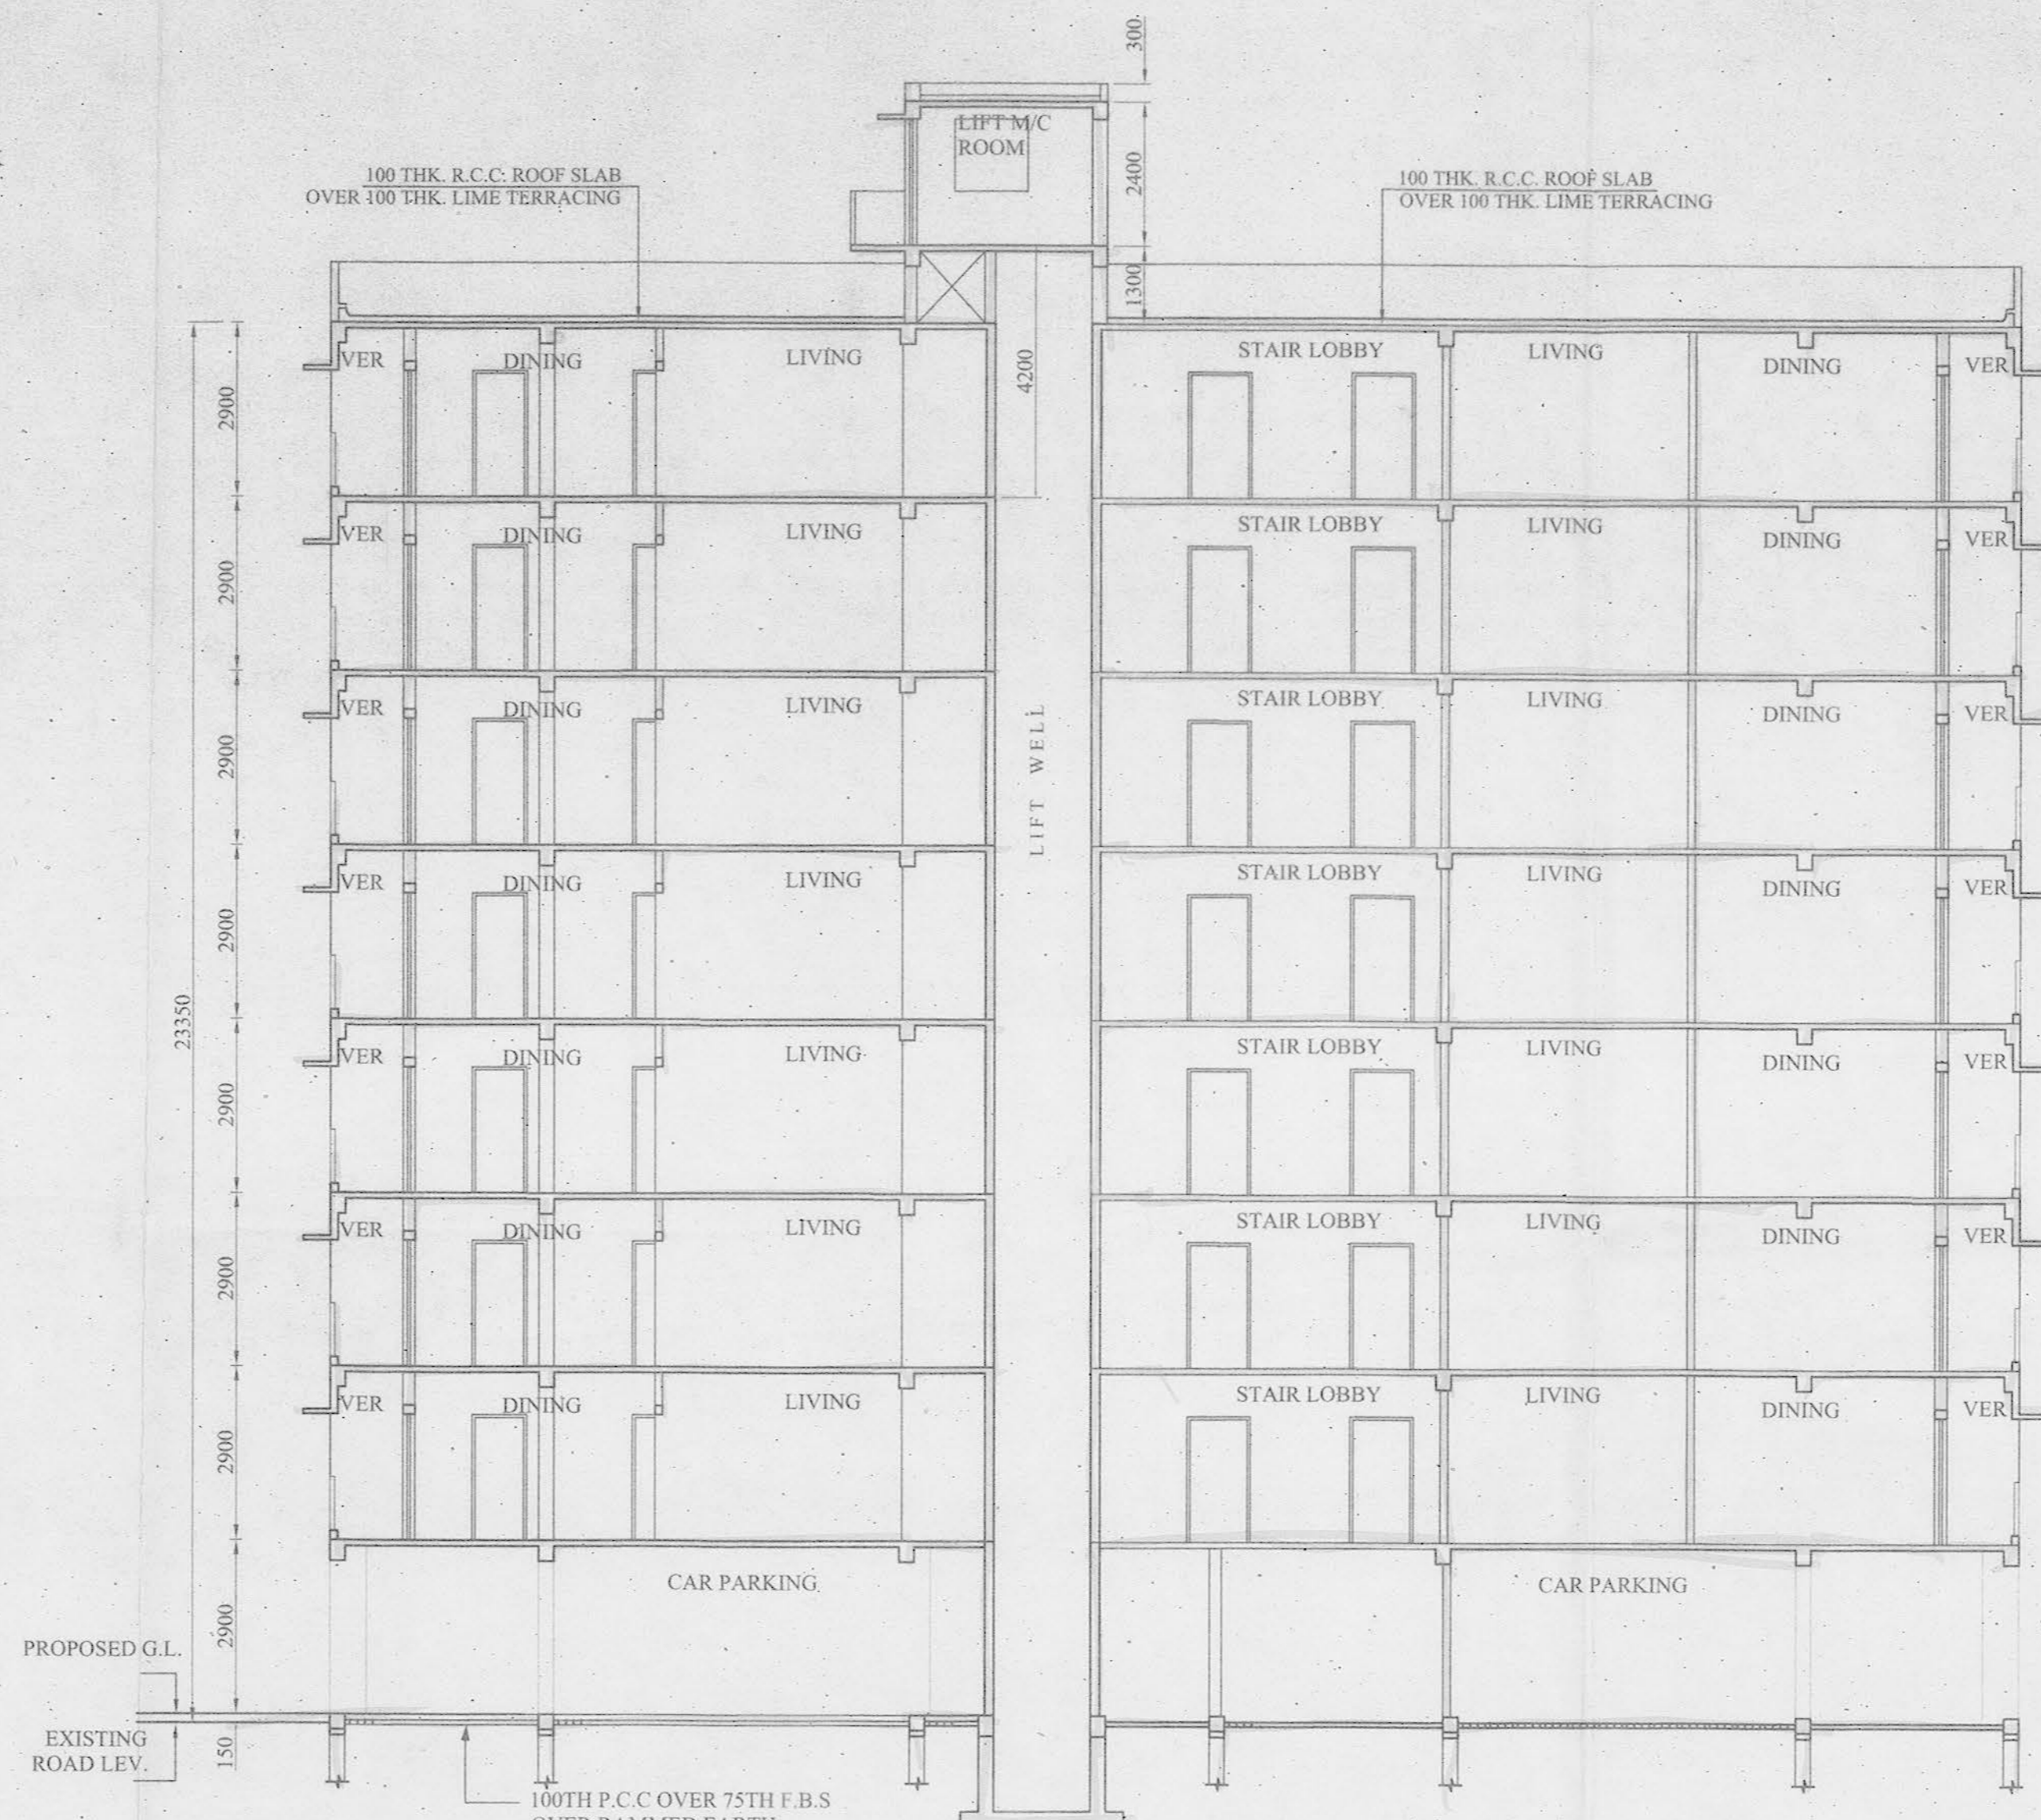 300
LIFT M/C
ROOM
2400
100 THK. R.C.C. ROOF SLAB
OVER 100 THK. LIME TERRACING
100 THK. R.C.C. ROOF SLAB
OVER 100 THK. LIME TERRACING
1300
2900
VER
DINING
LIVING
4200
STAIR LOBBY
LIVING
DINING
VER
2900
VER
DINING
LIVING
STAIR LOBBY
LIVING
DINING
VER
2900
VER
DINING
LIVING
LIFT WELL
STAIR LOBBY
LIVING
DINING
VER
2900
VER
DINING
LIVING
STAIR LOBBY
LIVING
DINING
VER
23350
2900
VER
DINING
LIVING
STAIR LOBBY
LIVING
DINING
VER
2900
VER
DINING
LIVING
STAIR LOBBY
LIVING
DINING
VER
2900
VER
DINING
LIVING
STAIR LOBBY
LIVING
DINING
VER
2900
CAR PARKING
CAR PARKING
PROPOSED G.L.
EXISTING
ROAD LEV.
150
100TH P.C.C OVER 75TH F.B.S
OVER RAMMED EARTH